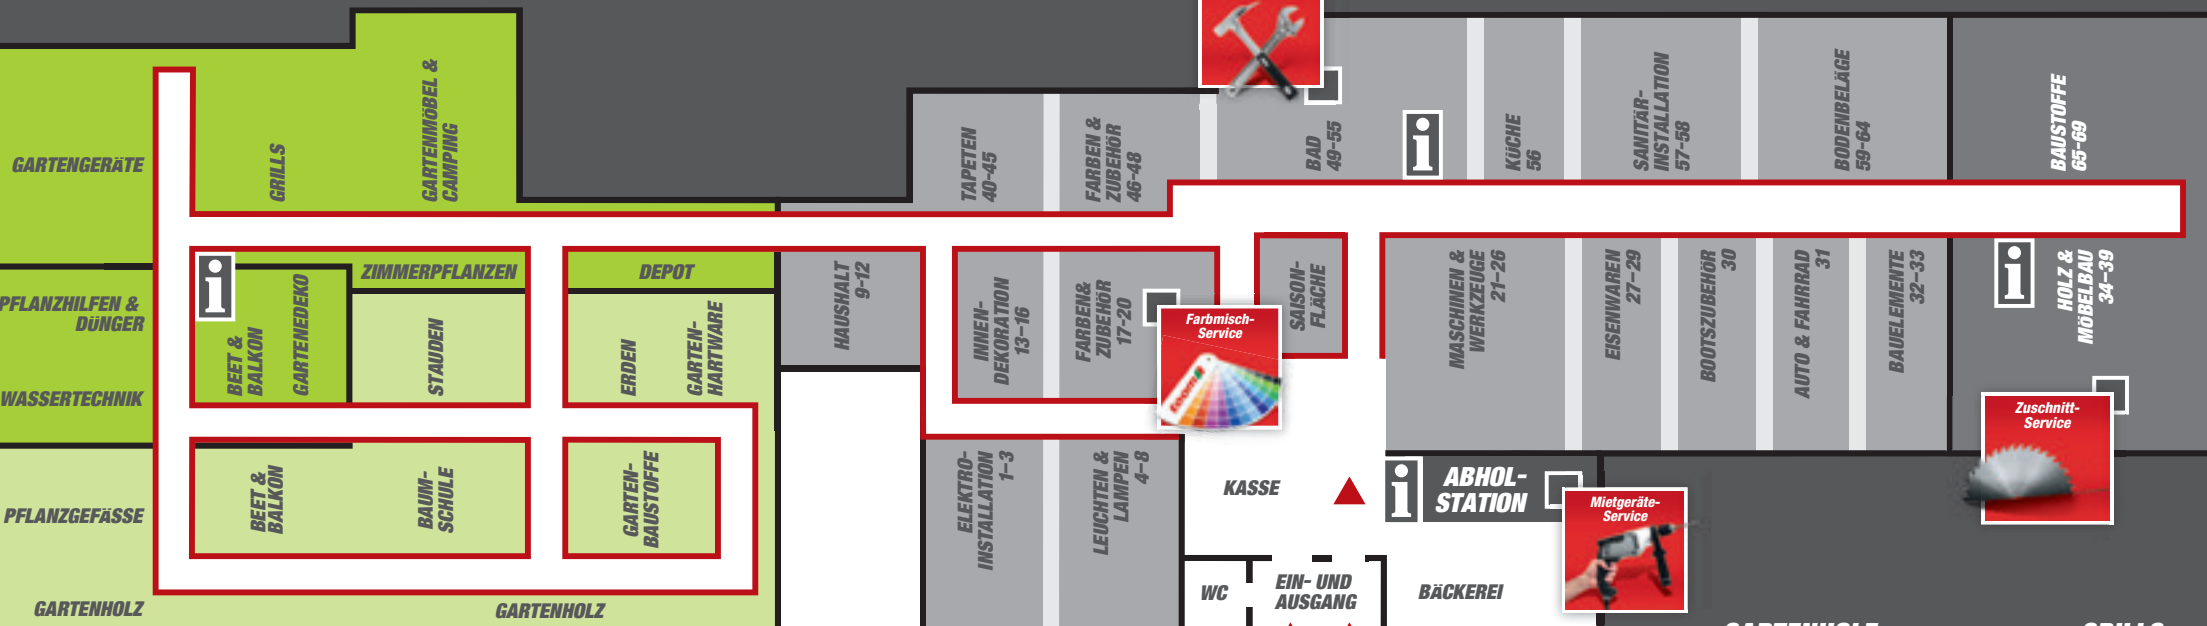 GARTENGERÄTE
GRILLS
GARTENMÖBEL &
CAMPING
TAPETEN
40-45
FARBEN &
ZUBEHÖR
46-48
BAD
49-55
i
KÜCHE
56
SANITÄR-
INSTALLATION
57-58
BODENBELÄGE
59-64
BAUSTOFFE
65-69
PFLANZHILFEN &
DÜNGER
WASSERTECHNIK
PFLANZGEFÄSSE
GARTENHOLZ
i
BEET &
BALKON
GARTENEDEKO
ZIMMERPFLANZEN
STAUDEN
DEPOT
ERDEN
GARTEN-
HARTWARE
HAUSHALT
9-12
INNEN-
DEKORATION
13-16
FARBEN&
ZUBEHÖR
17-20
Farbmisch-
Service
toom
SAISON-
FLÄCHE
MASCHINEN &
WERKZEUGE
21-26
EISENWAREN
27-29
BOOTSZUBEHÖR
30
AUTO & FAHRRAD
31
BAUELEMENTE
32-33
i
HOLZ &
MÖBELBAU
34-39
Zuschnitt-
Service
BEET &
BALKON
BAUM-
SCHULE
GARTEN-
BAUSTOFFE
ELEKTRO-
INSTALLATION
1-3
LEUCHTEN &
LAMPEN
4-8
KASSE
i
ABHOL-
STATION
Mietgeräte-
Service
GARTENHOLZ
WC
EIN- UND
AUSGANG
BÄCKEREI